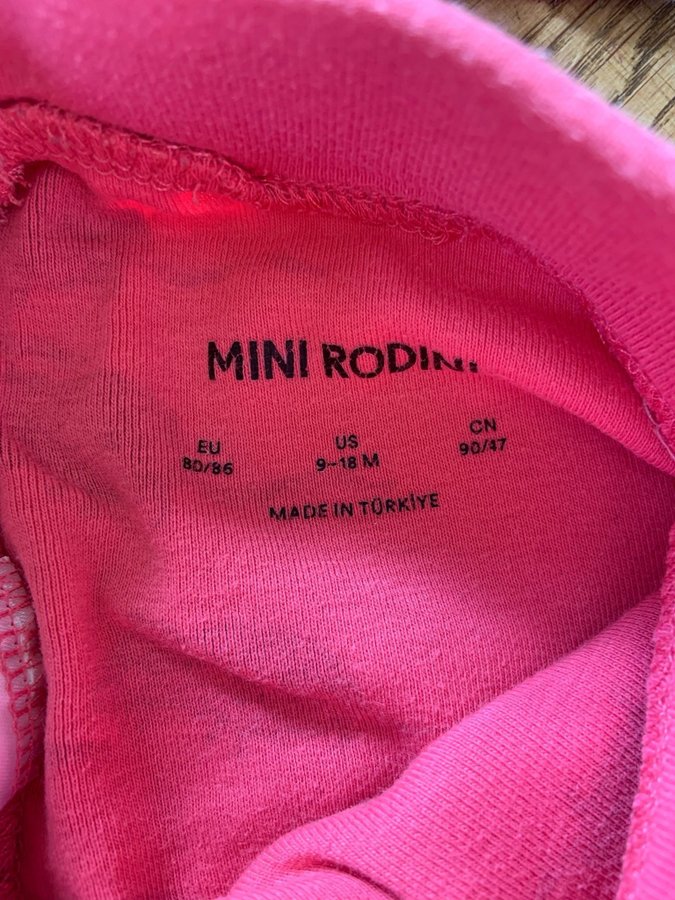 MINI RODINI
EU US CN
80/86 9-18 M 90/47
MADE IN TÜRKİYE